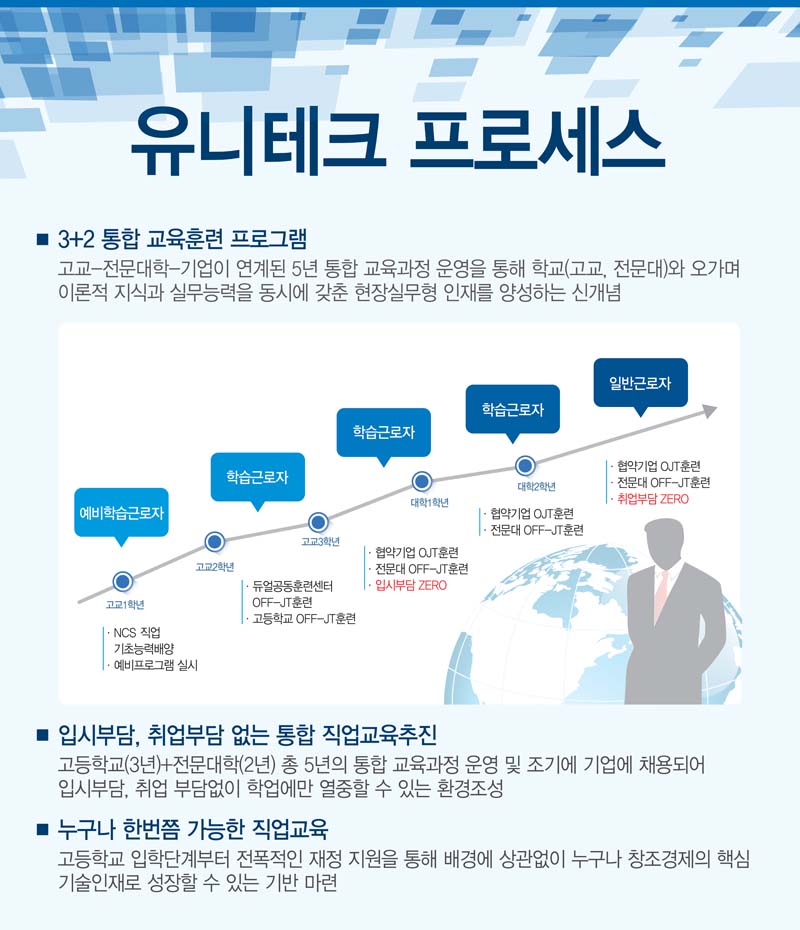 유니테크 프로세스
■ 3+2 통합 교육훈련 프로그램
고교-전문대학-기업이 연계된 5년 통합 교육과정 운영을 통해 학교(고교, 전문대)와 오가며
이론적 지식과 실무능력을 동시에 갖춘 현장실무형 인재를 양성하는 신개념
예비학습근로자
고교1학년
· NCS 직업
기초능력배양
· 예비프로그램 실시
학습근로자
고교2학년
· 듀얼공동훈련센터
OFF-JT훈련
· 고등학교 OFF-JT훈련
학습근로자
고교3학년
· 협약기업 OJT훈련
· 전문대 OFF-JT훈련
· 입시부담 ZERO
대학1학년
학습근로자
대학2학년
· 협약기업 OJT훈련
· 전문대 OFF-JT훈련
일반근로자
· 협약기업 OJT훈련
· 전문대 OFF-JT훈련
· 취업부담 ZERO
■ 입시부담, 취업부담 없는 통합 직업교육추진
고등학교(3년)+전문대학(2년) 총 5년의 통합 교육과정 운영 및 조기에 기업에 채용되어
입시부담, 취업 부담없이 학업에만 열중할 수 있는 환경조성
■ 누구나 한번쯤 가능한 직업교육
고등학교 입학단계부터 전폭적인 재정 지원을 통해 배경에 상관없이 누구나 창조경제의 핵심
기술인재로 성장할 수 있는 기반 마련